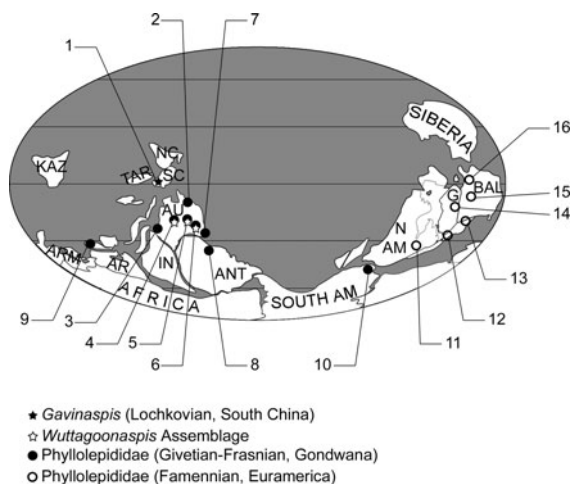 2
7
1
16
SIBERIA
NC
KAZ
TAR
SC
BAL
15
G
AU
14
N
AM
ARM
AR
IN
ANT
13
AFRICA
SOUTH AM
9
12
3
4
5
6
8
10
11
★ Gavinaspis (Lochkovian, South China)
☆ Wuttagoonaspis Assemblage
● Phyllolepididae (Givetian-Frasnian, Gondwana)
○ Phyllolepididae (Famennian, Euramerica)